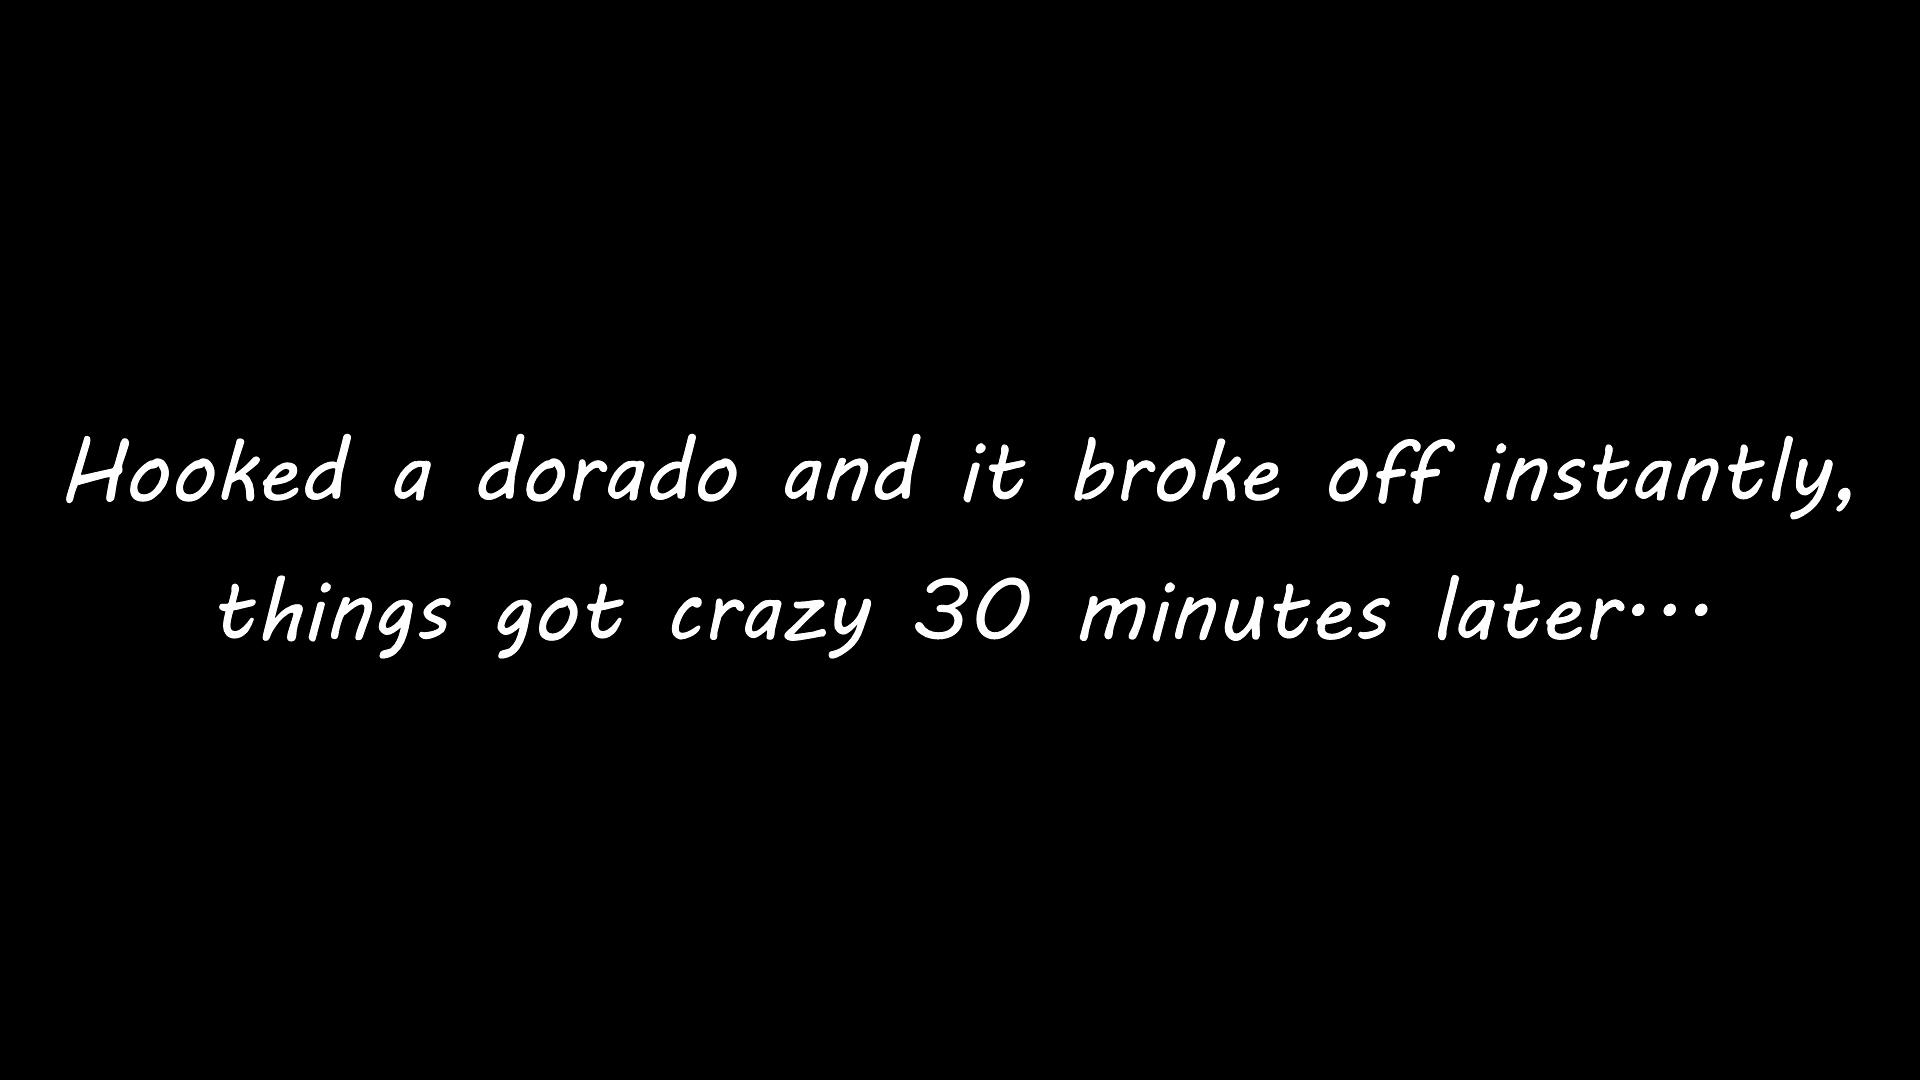 Hooked a dorado and it broke off instantly,
things got crazy 30 minutes later···